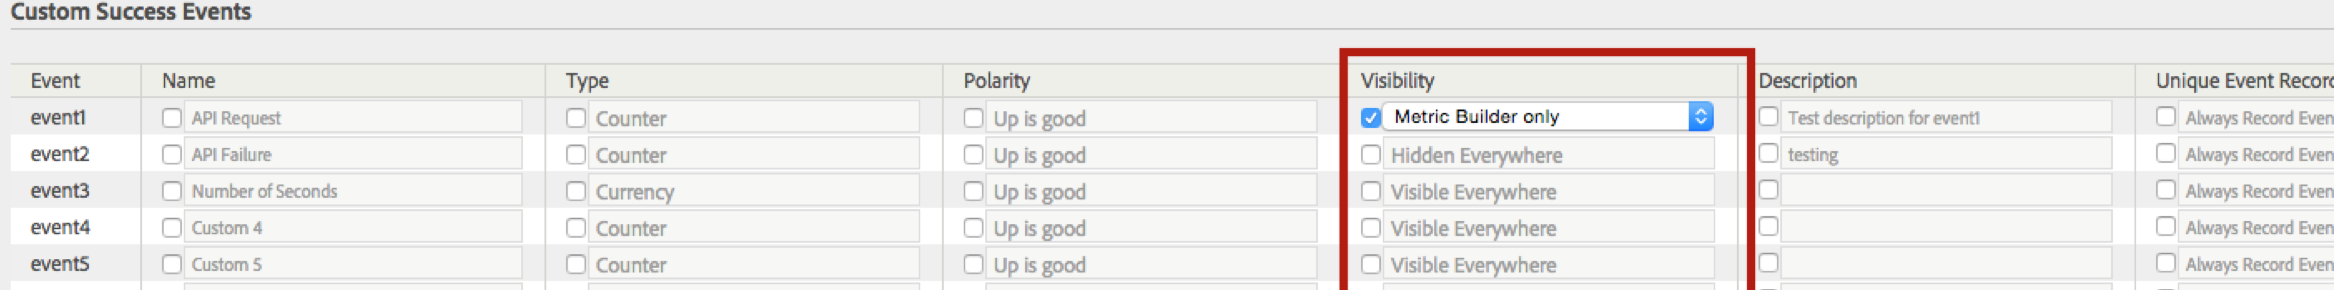 Custom Success Events
Event Name Type Polarity Visibility Description Unique Event Recor
event1 API Request Counter Up is good Metric Builder only Test description for event1 Always Record Even
event2 API Failure Counter Up is good Hidden Everywhere testing Always Record Even
event3 Number of Seconds Currency Up is good Visible Everywhere Always Record Even
event4 Custom 4 Counter Up is good Visible Everywhere Always Record Even
event5 Custom 5 Counter Up is good Visible Everywhere Always Record Even